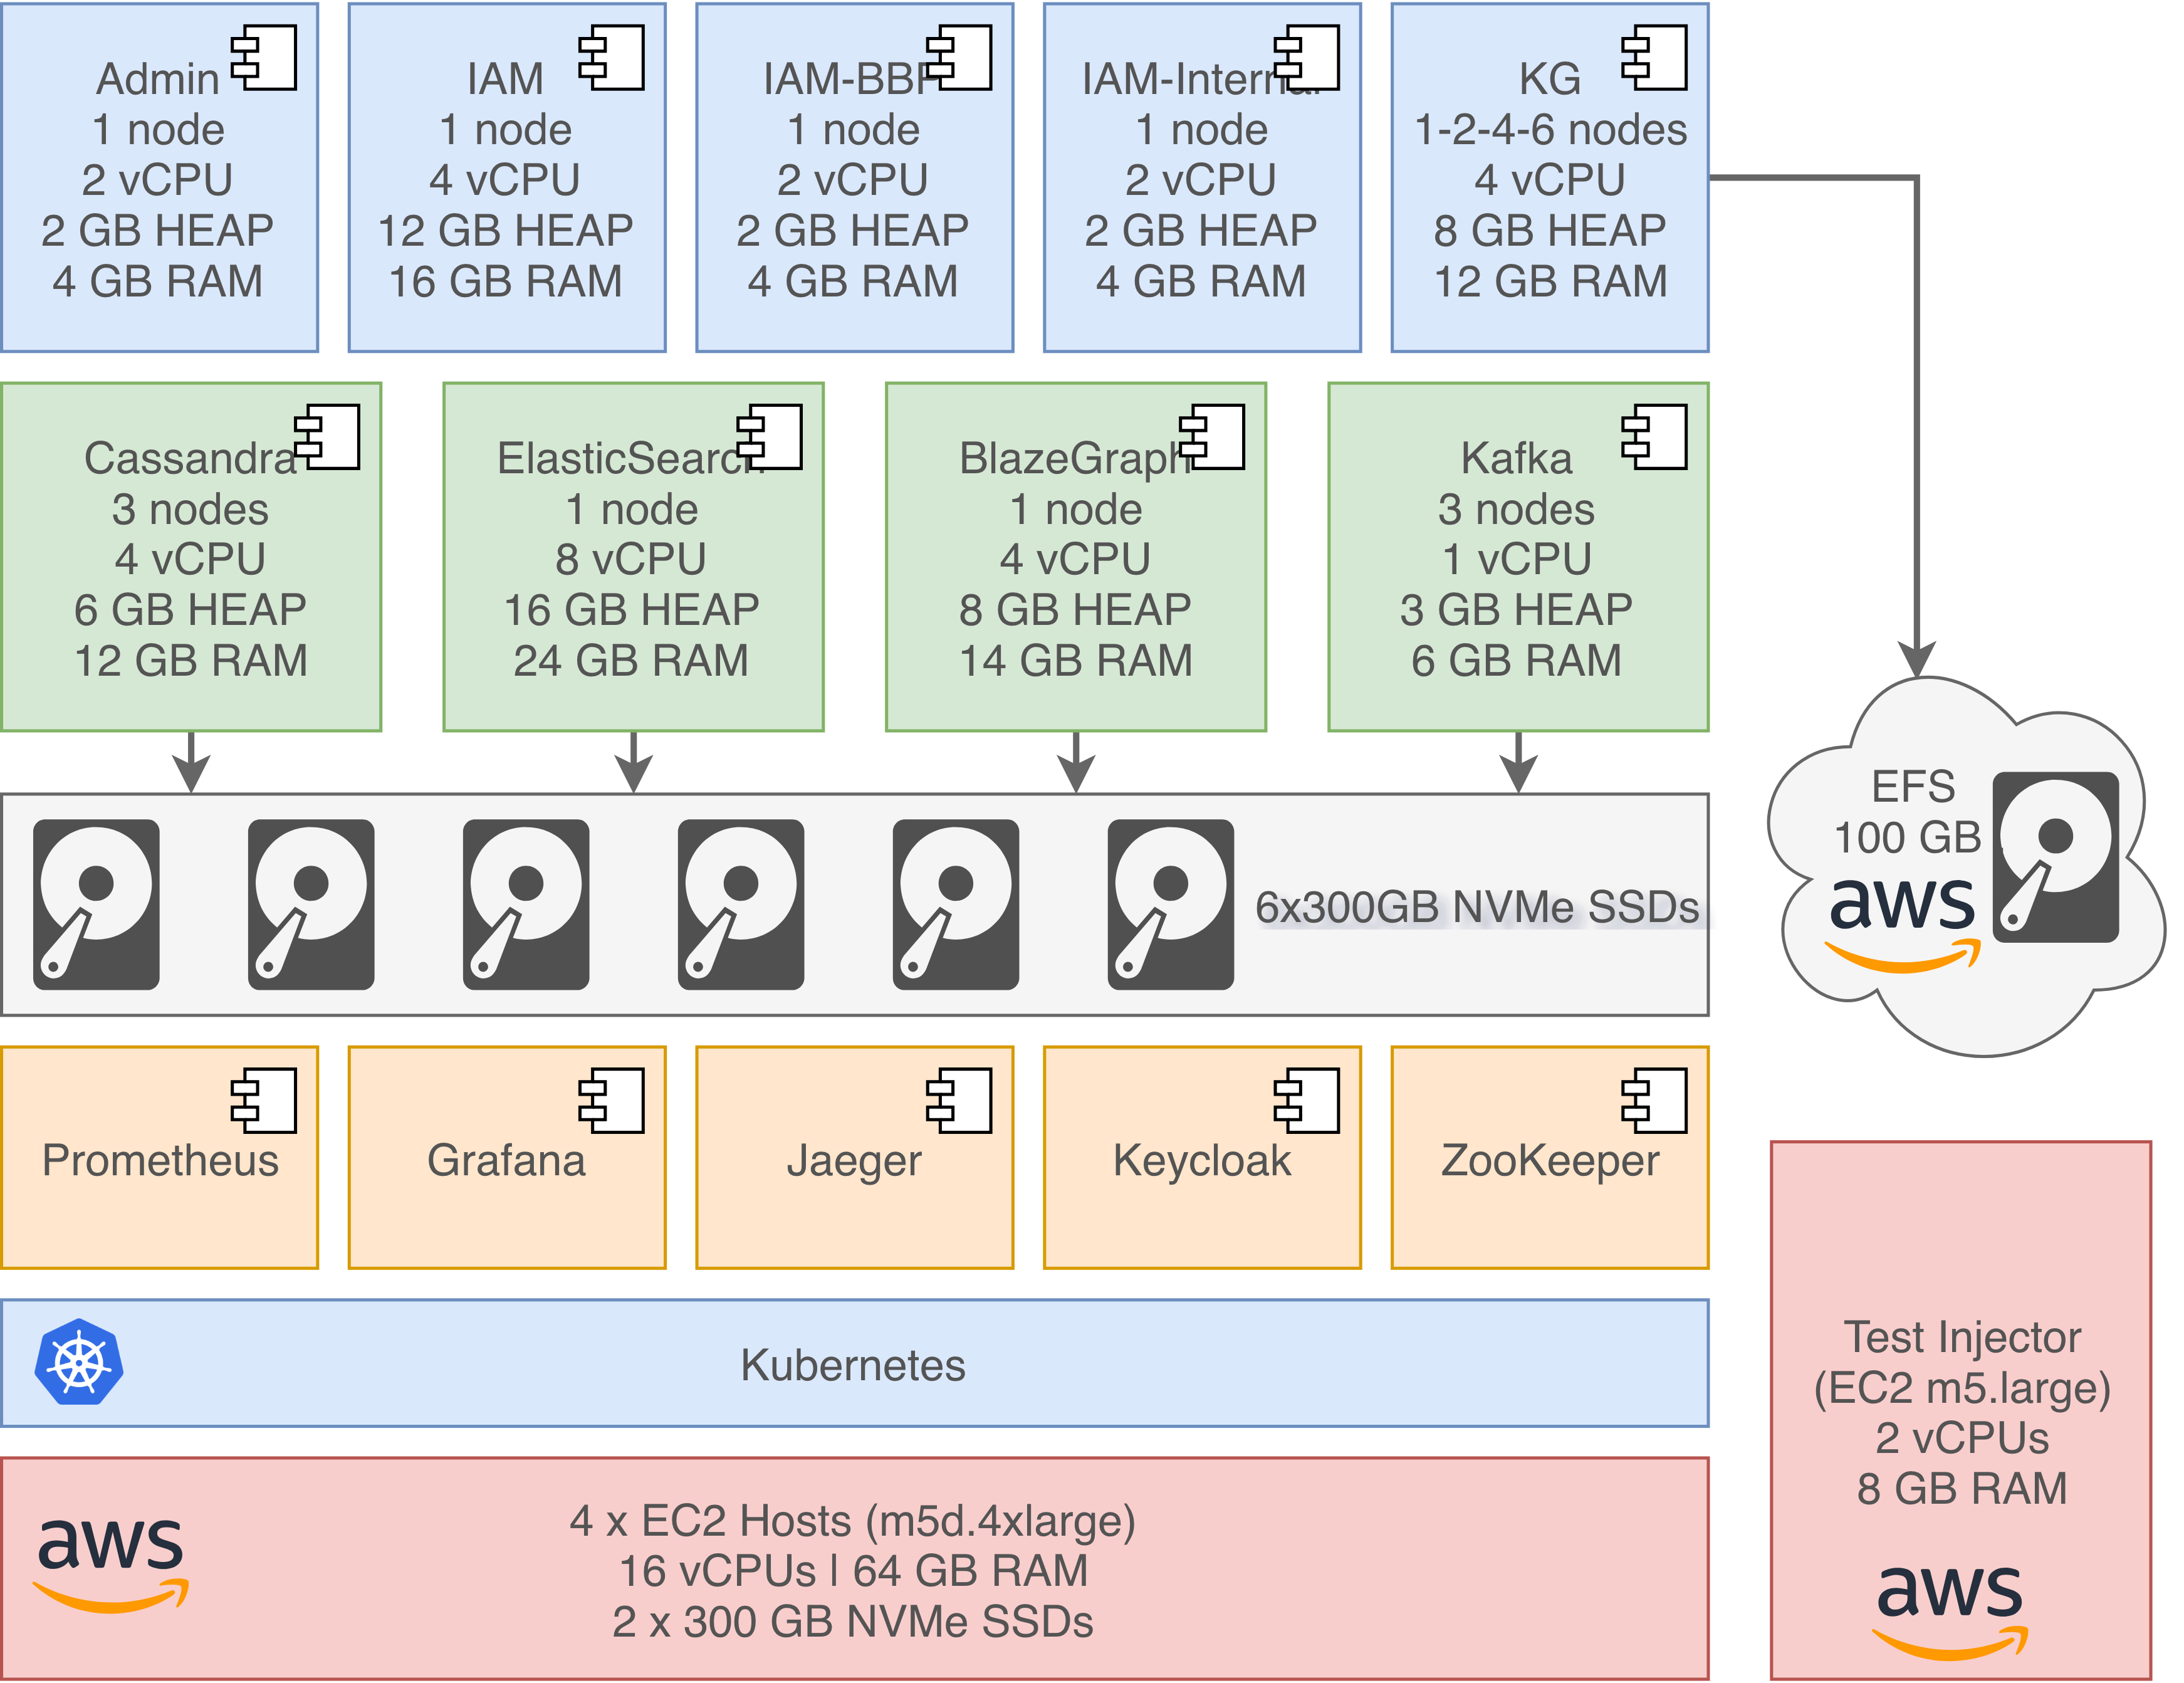 Admin
1 node
2 vCPU
2 GB HEAP
4 GB RAM
IAM
1 node
4 vCPU
12 GB HEAP
16 GB RAM
IAM-BBP
1 node
2 vCPU
2 GB HEAP
4 GB RAM
IAM-Internal
1 node
2 vCPU
2 GB HEAP
4 GB RAM
KG
1-2-4-6 nodes
4 vCPU
8 GB HEAP
12 GB RAM
Cassandra
3 nodes
4 vCPU
6 GB HEAP
12 GB RAM
ElasticSearch
1 node
8 vCPU
16 GB HEAP
24 GB RAM
BlazeGraph
1 node
4 vCPU
8 GB HEAP
14 GB RAM
Kafka
3 nodes
1 vCPU
3 GB HEAP
6 GB RAM
6x300GB NVMe SSDs
EFS
100 GB
aws
Prometheus
Grafana
Jaeger
Keycloak
ZooKeeper
Kubernetes
aws
4 x EC2 Hosts (m5d.4xlarge)
16 vCPUs | 64 GB RAM
2 x 300 GB NVMe SSDs
Test Injector
(EC2 m5.large)
2 vCPUs
8 GB RAM
aws